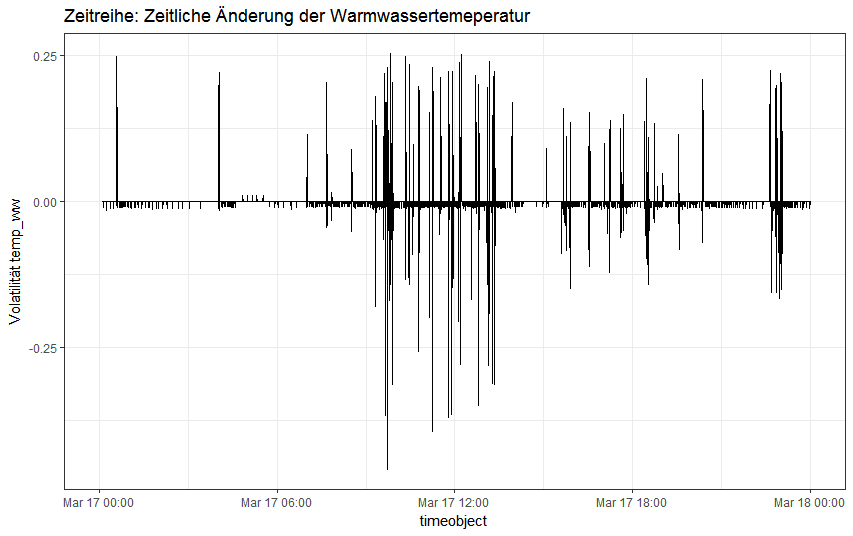 Zeitreihe: Zeitliche Änderung der Warmwassertemeperatur
0.25
0.00
-0.25
Volatilität temp_ww
Mar 17 00:00 Mar 17 06:00 Mar 17 12:00 Mar 17 18:00 Mar 18 00:00
timeobject